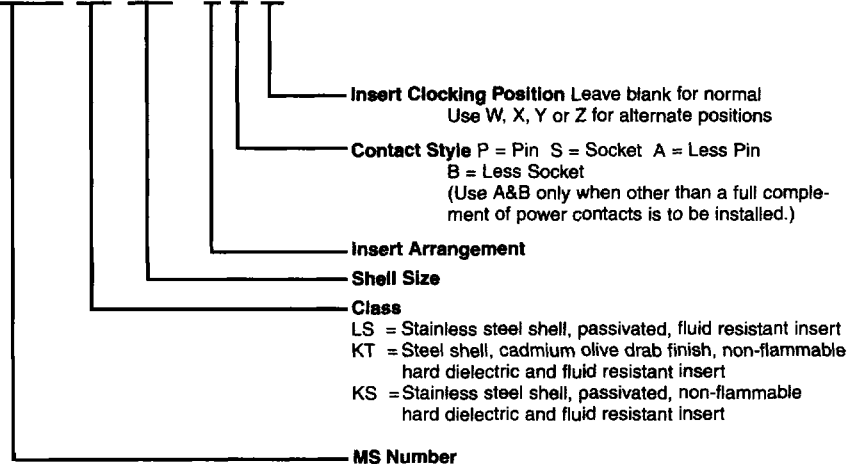 Insert Clocking Position Leave blank for normal
Use W, X, Y or Z for alternate positions
Contact Style P = Pin S = Socket A = Less Pin
B = Less Socket
(Use A&B only when other than a full comple-
ment of power contacts is to be installed.)
Insert Arrangement
Shell Size
Class
LS = Stainless steel shell, passivated, fluid resistant insert
KT = Steel shell, cadmium olive drab finish, non-flammable
hard dielectric and fluid resistant insert
KS = Stainless steel shell, passivated, non-flammable
hard dielectric and fluid resistant insert
MS Number